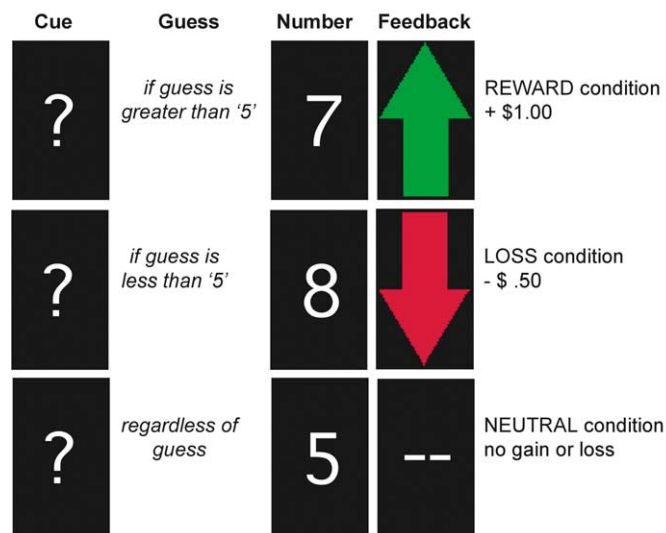 Cue Guess Number Feedback
? if guess is greater than ‘5’ 7 REWARD condition
+ $1.00
? if guess is less than ‘5’ 8 LOSS condition
- $ .50
? regardless of guess 5 -- NEUTRAL condition
no gain or loss